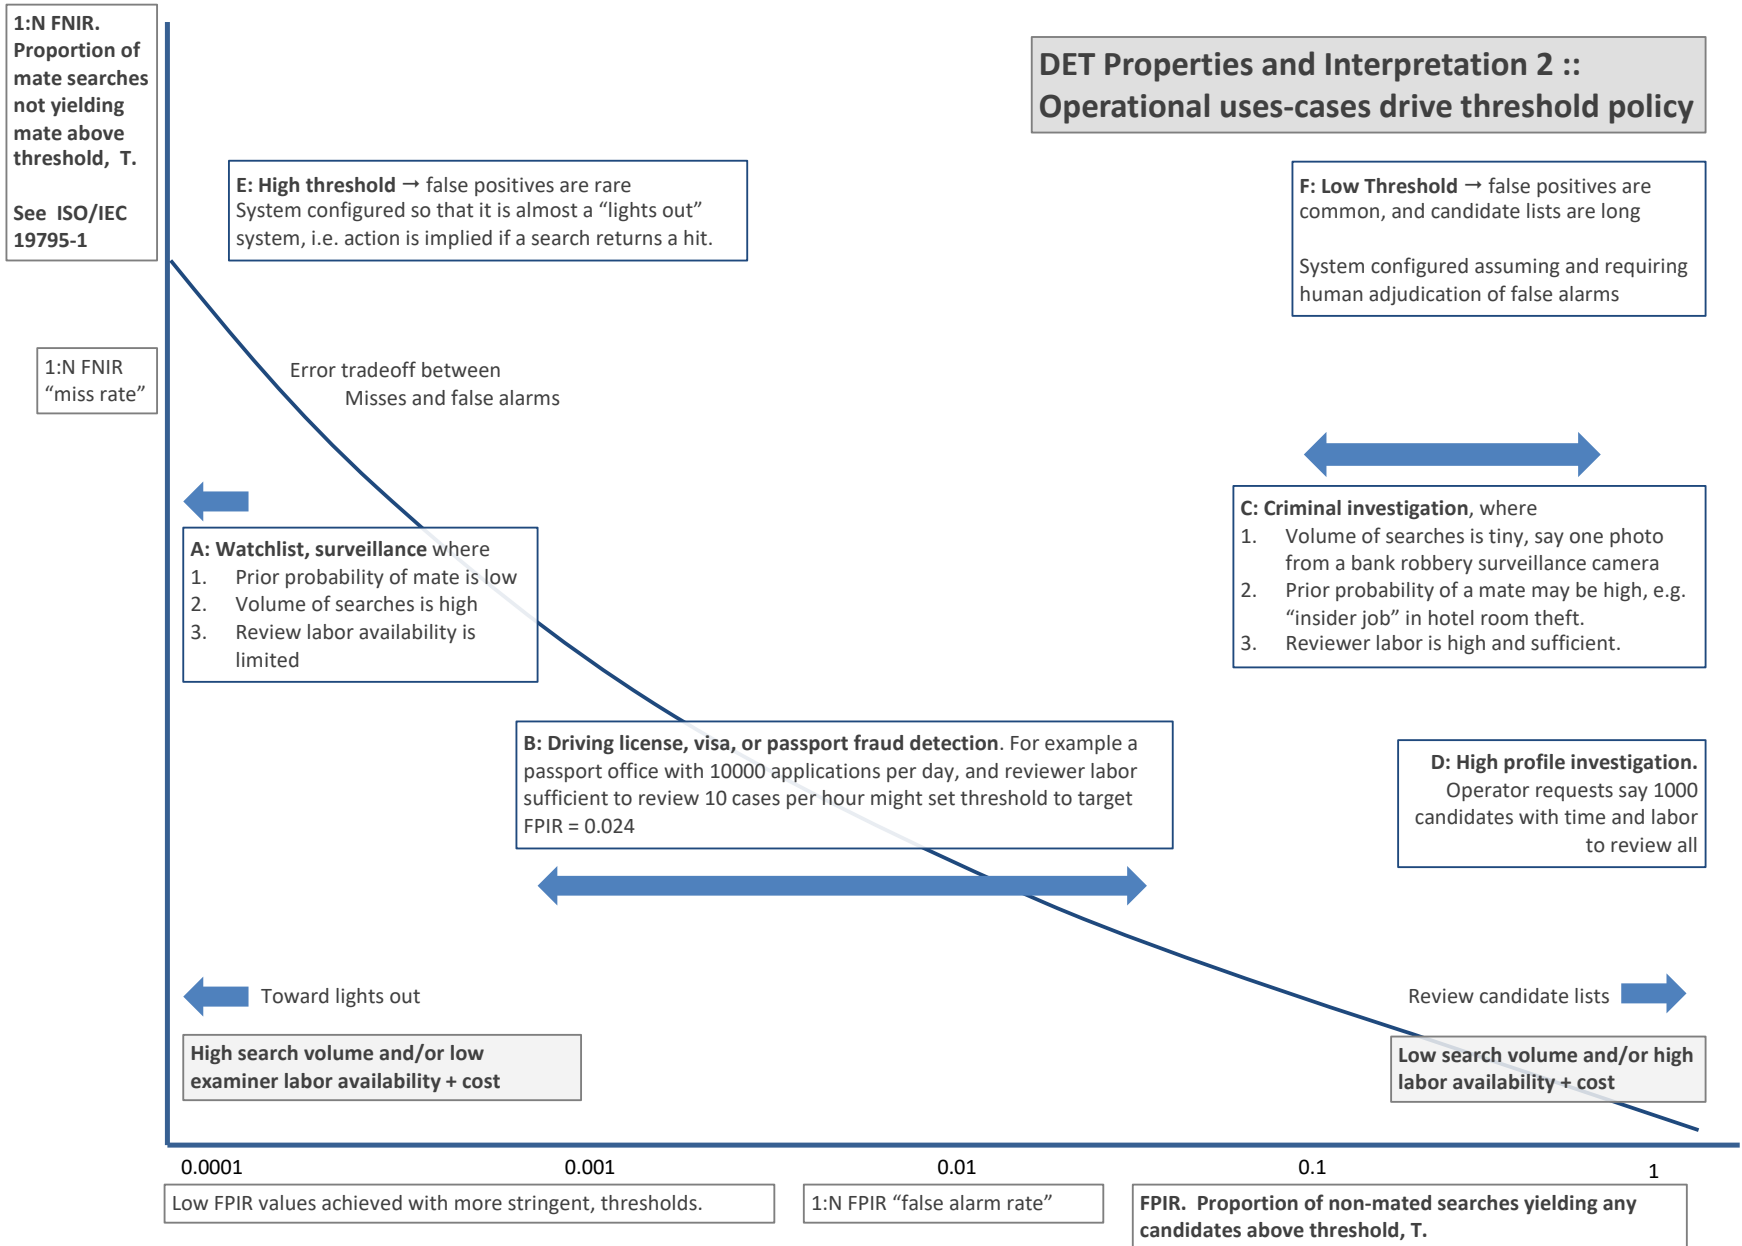 1:N FNIR.
Proportion of
mate searches
not yielding
mate above
threshold, T.
See ISO/IEC
19795-1
DET Properties and Interpretation 2 ::
Operational uses-cases drive threshold policy
E: High threshold → false positives are rare
System configured so that it is almost a “lights out”
system, i.e. action is implied if a search returns a hit.
F: Low Threshold → false positives are
common, and candidate lists are long
System configured assuming and requiring
human adjudication of false alarms
1:N FNIR
“miss rate”
Error tradeoff between
Misses and false alarms
A: Watchlist, surveillance where
1. Prior probability of mate is low
2. Volume of searches is high
3. Review labor availability is
limited
C: Criminal investigation, where
1. Volume of searches is tiny, say one photo
from a bank robbery surveillance camera
2. Prior probability of a mate may be high, e.g.
“insider job” in hotel room theft.
3. Reviewer labor is high and sufficient.
B: Driving license, visa, or passport fraud detection. For example a
passport office with 10000 applications per day, and reviewer labor
sufficient to review 10 cases per hour might set threshold to target
FPIR = 0.024
D: High profile investigation.
Operator requests say 1000
candidates with time and labor
to review all
Toward lights out
Review candidate lists
High search volume and/or low
examiner labor availability + cost
Low search volume and/or high
labor availability + cost
0.0001 0.001 0.01 0.1 1
Low FPIR values achieved with more stringent, thresholds.
1:N FPIR “false alarm rate”
FPIR. Proportion of non-mated searches yielding any
candidates above threshold, T.